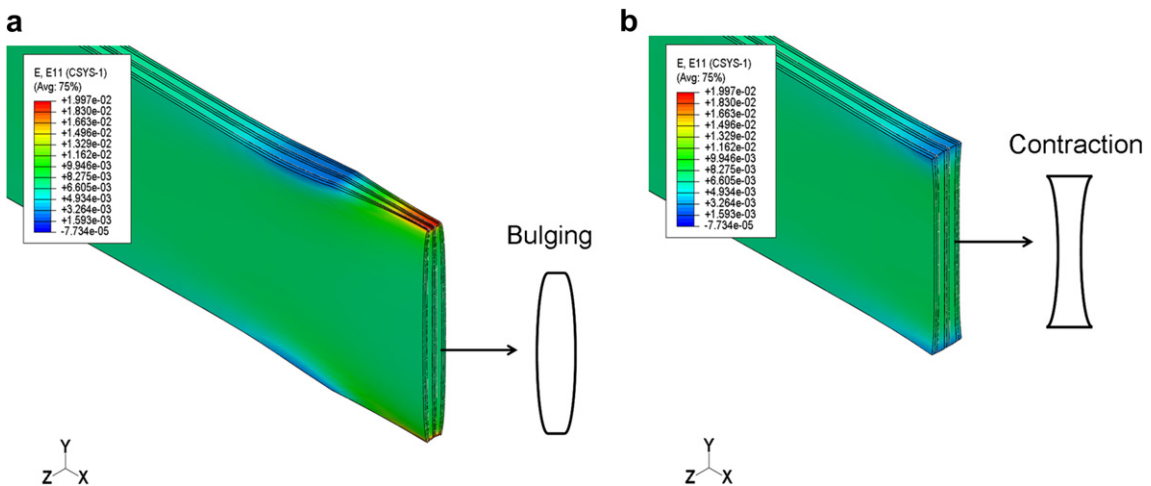 a
E, E11 (CSYS-1)
(Avg: 75%)
+1.997e-02
+1.830e-02
+1.663e-02
+1.496e-02
+1.329e-02
+1.162e-02
+9.946e-03
+8.275e-03
+6.605e-03
+4.934e-03
+3.264e-03
+1.593e-03
-7.734e-05
Bulging
Y
Z X
b
E, E11 (CSYS-1)
(Avg: 75%)
+1.997e-02
+1.830e-02
+1.663e-02
+1.496e-02
+1.329e-02
+1.162e-02
+9.946e-03
+8.275e-03
+6.605e-03
+4.934e-03
+3.264e-03
+1.593e-03
-7.734e-05
Contraction
Y
Z X